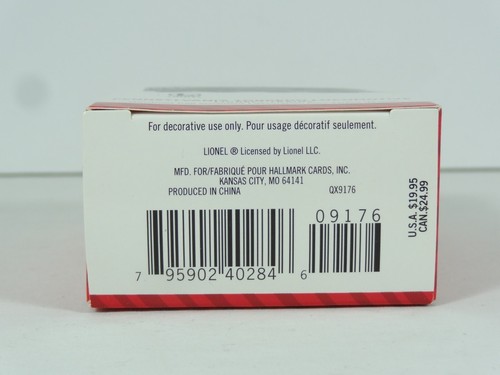 For decorative use only. Pour usage décoratif seulement.
LIONEL ® Licensed by Lionel LLC.
MFD. FOR/FABRIQUÉ POUR HALLMARK CARDS, INC.
KANSAS CITY, MO 64141
PRODUCED IN CHINA QX9176
09176
7 95902 40284 6
U.S.A. $19.95
CAN. $24.99